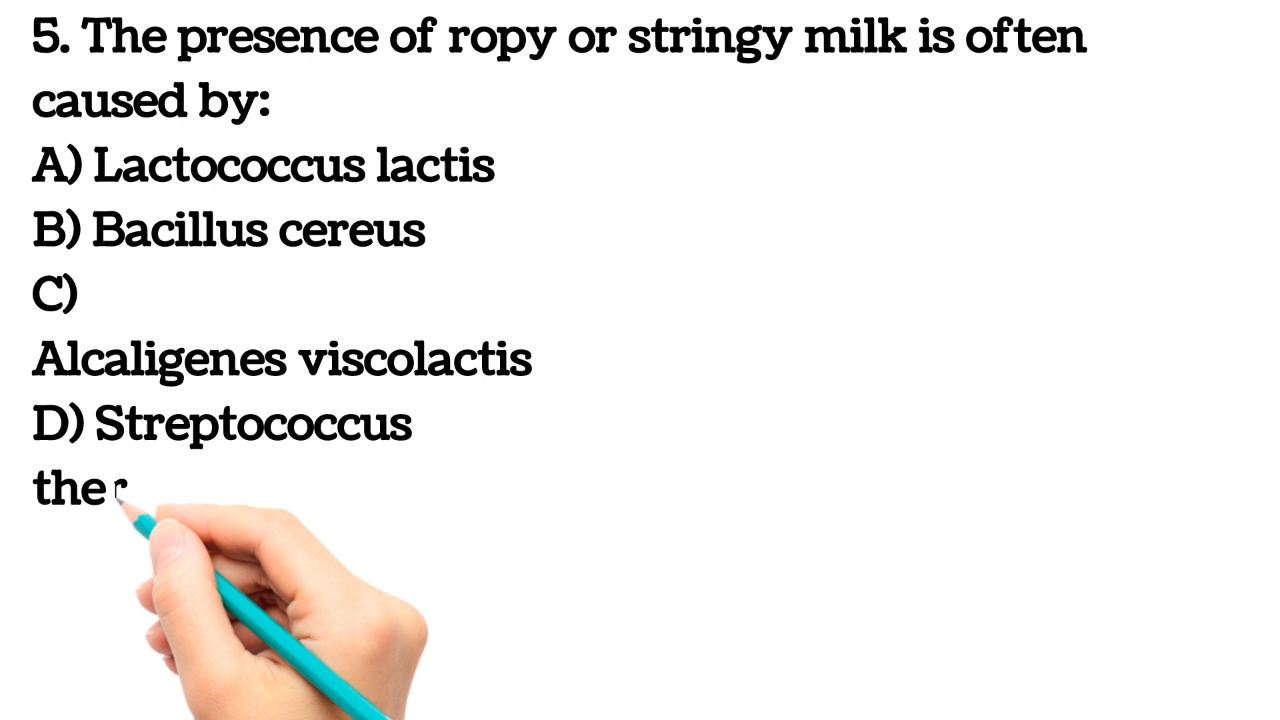 5. The presence of ropy or stringy milk is often
caused by:
A) Lactococcus lactis
B) Bacillus cereus
C)
Alcaligenes viscolactis
D) Streptococcus
ther